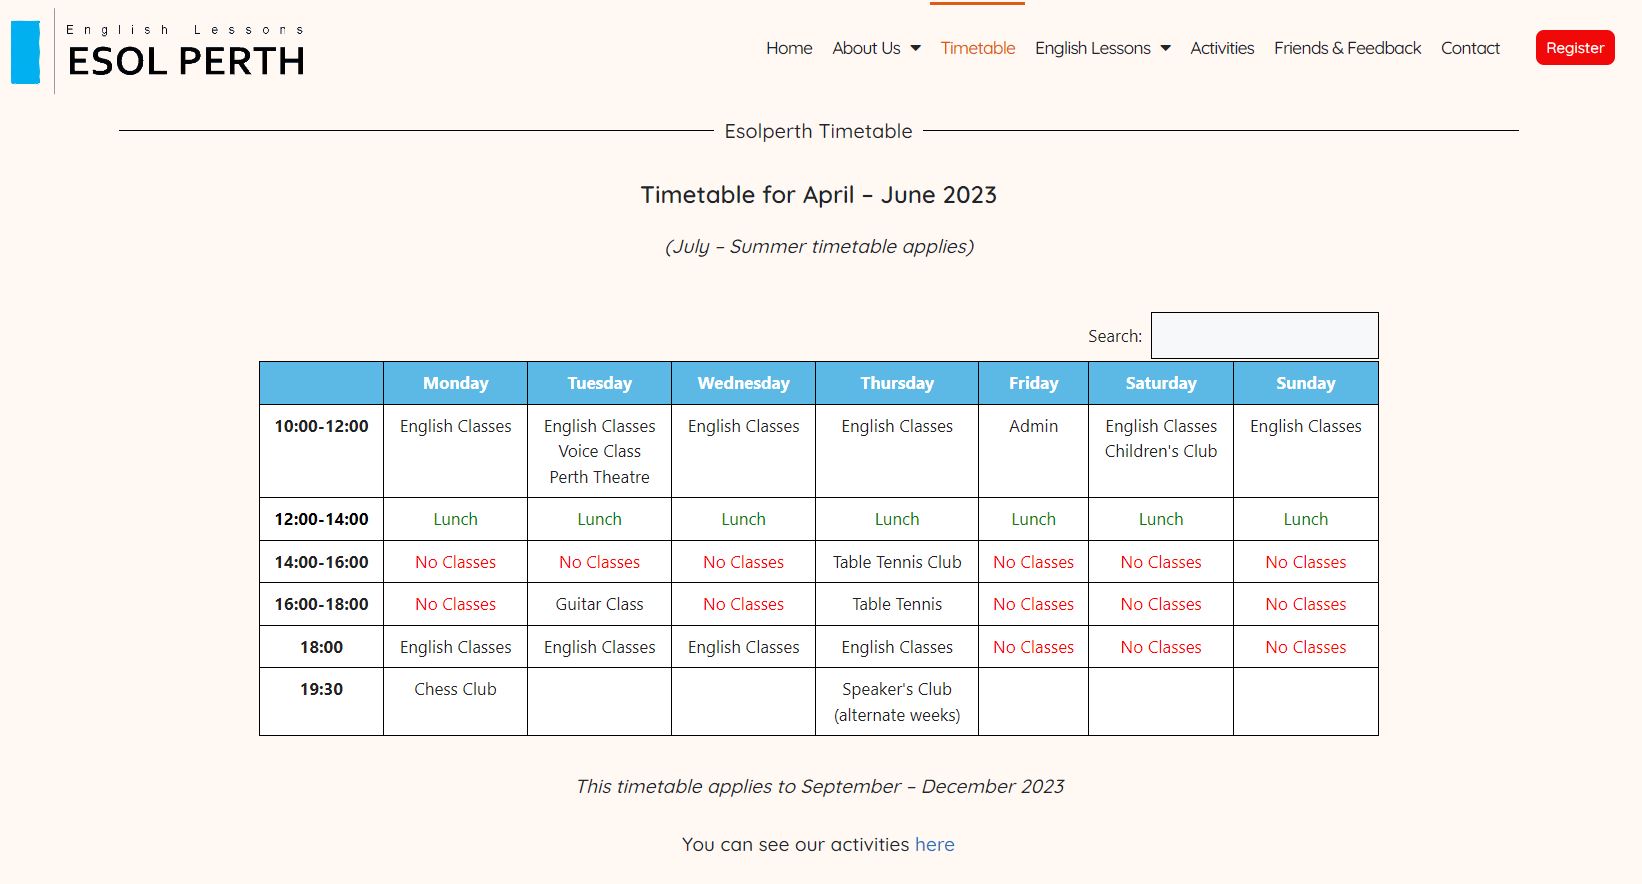 English Lessons
ESOL PERTH
Home About Us Timetable English Lessons Activities Friends & Feedback Contact Register
Esolperth Timetable
Timetable for April – June 2023
(July – Summer timetable applies)
Search:
Monday Tuesday Wednesday Thursday Friday Saturday Sunday
10:00-12:00 English Classes English Classes English Classes English Classes Admin English Classes English Classes
Voice Class Children's Club
Perth Theatre
12:00-14:00 Lunch Lunch Lunch Lunch Lunch Lunch Lunch
14:00-16:00 No Classes No Classes No Classes Table Tennis Club No Classes No Classes No Classes
16:00-18:00 No Classes Guitar Class No Classes Table Tennis No Classes No Classes No Classes
18:00 English Classes English Classes English Classes English Classes No Classes No Classes No Classes
19:30 Chess Club Speaker's Club
(alternate weeks)
This timetable applies to September – December 2023
You can see our activities here